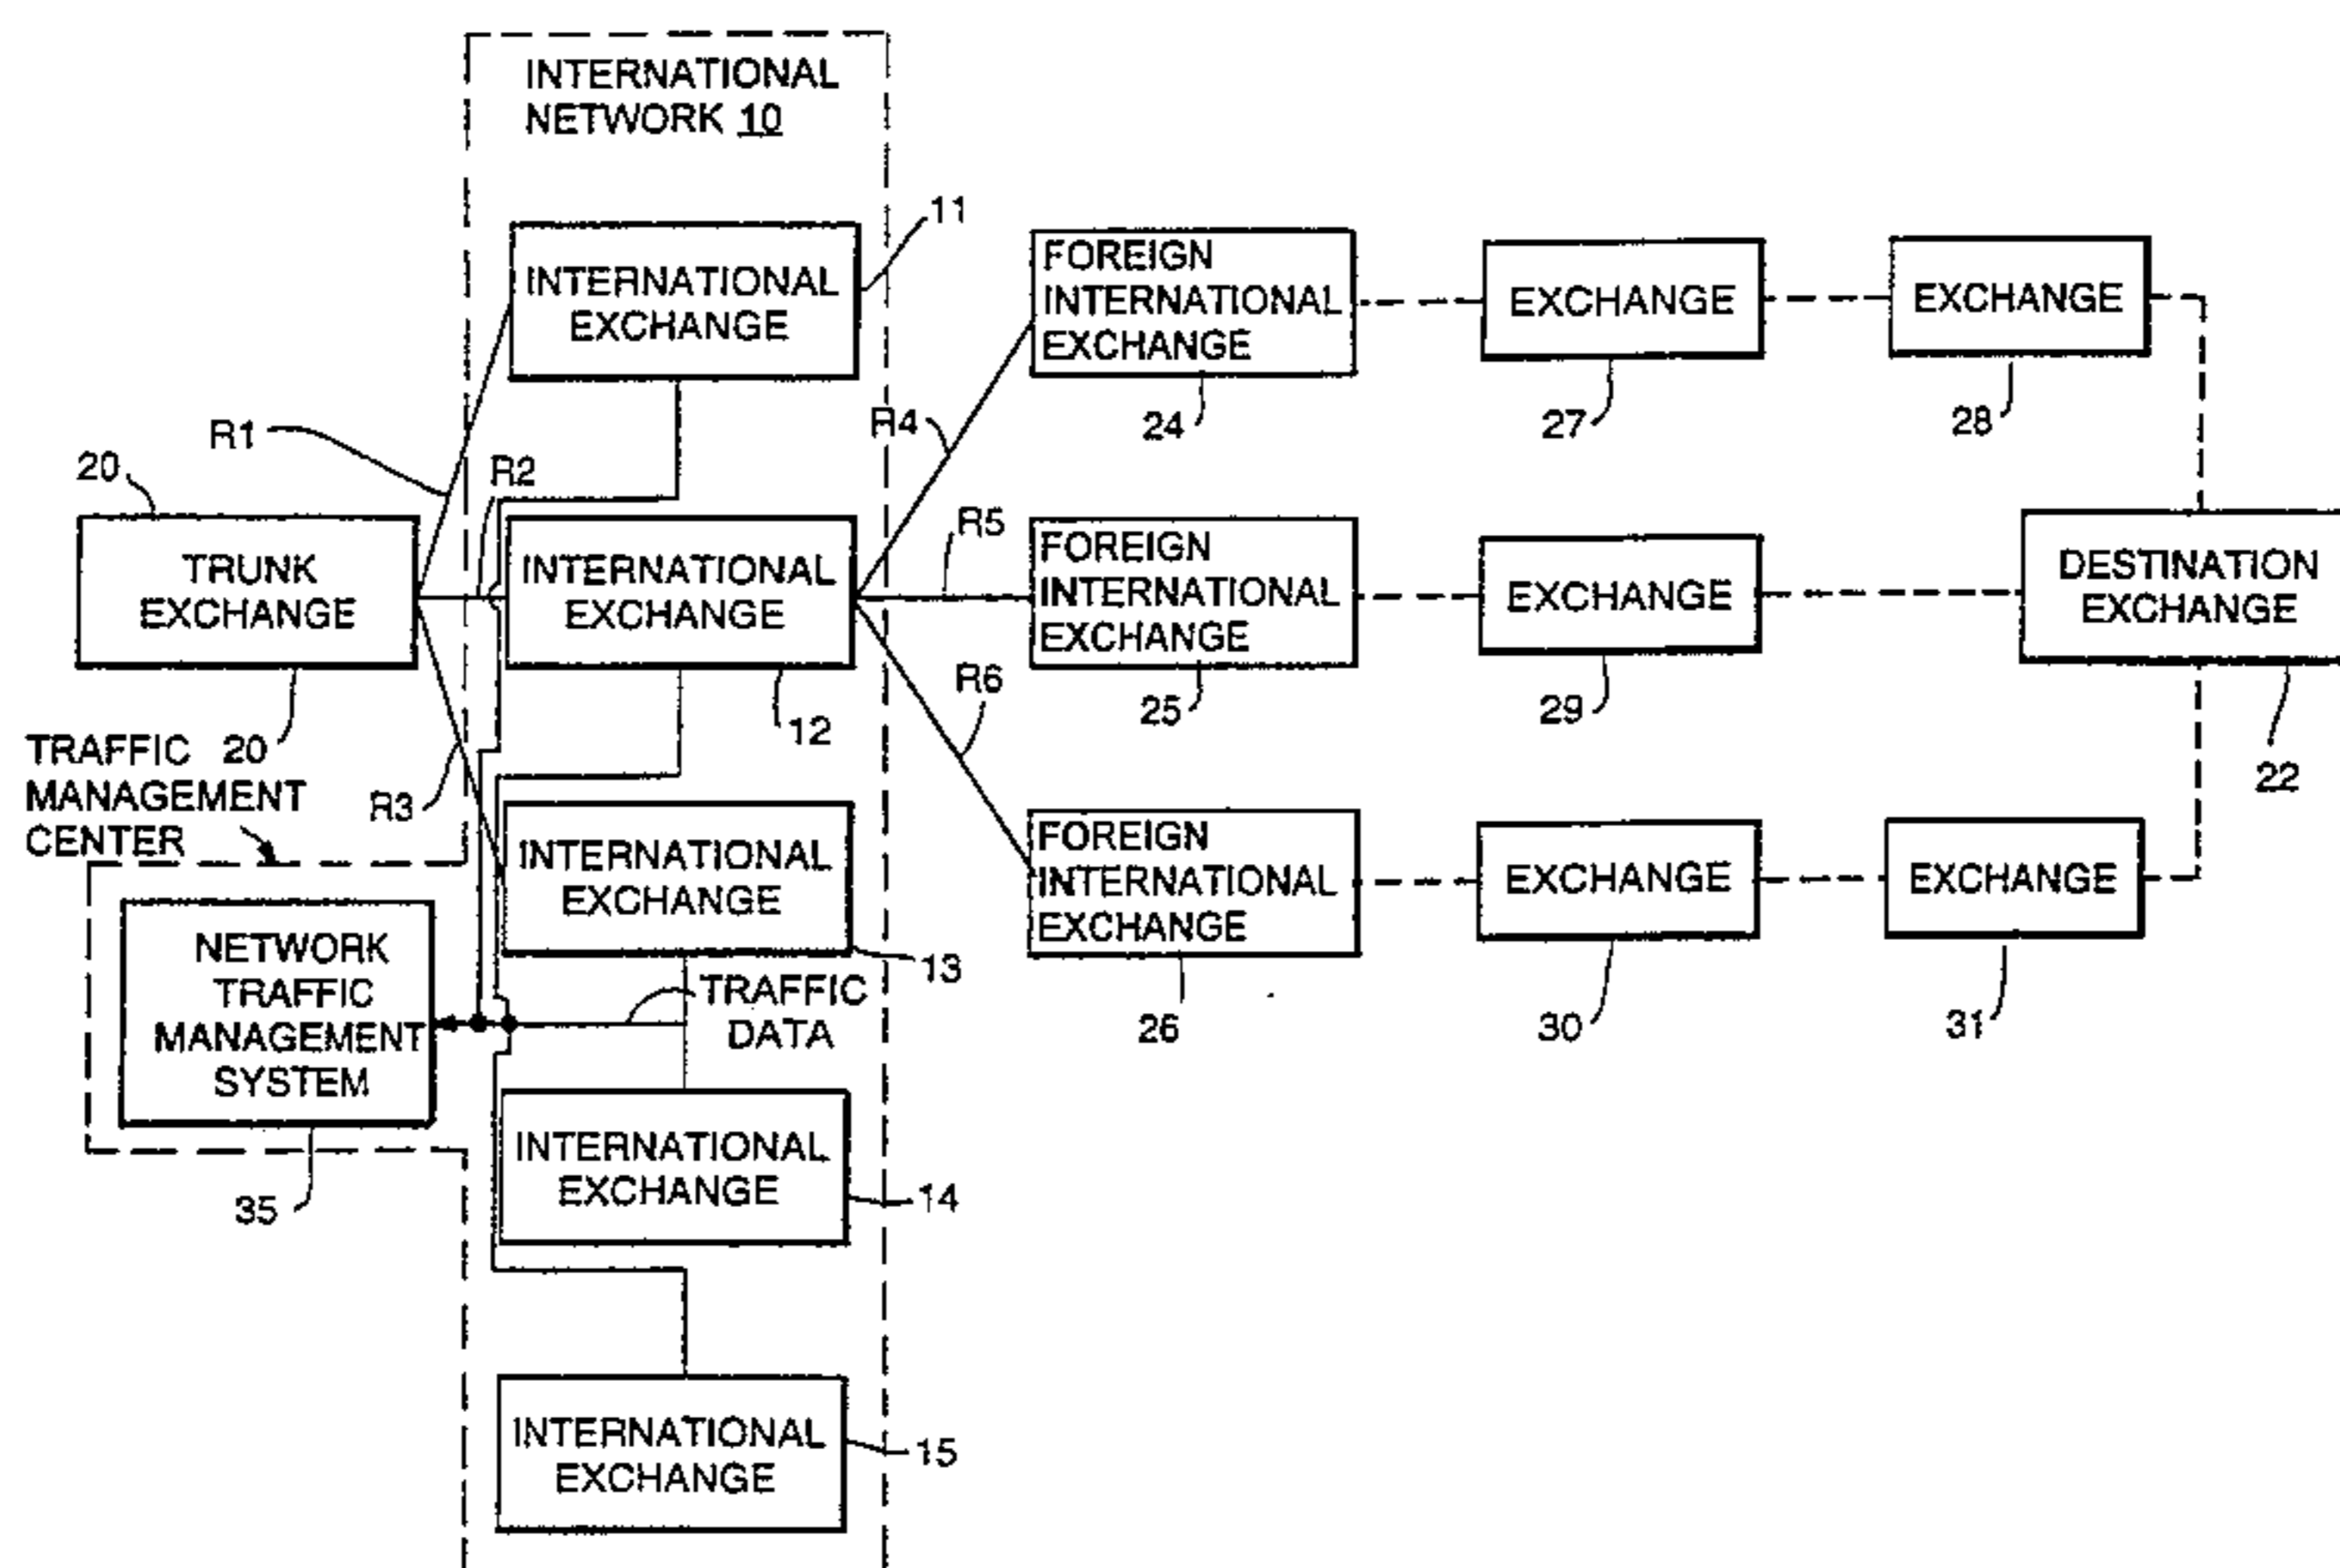 INTERNATIONAL
NETWORK 10
11
INTERNATIONAL
EXCHANGE
FOREIGN
INTERNATIONAL
EXCHANGE
EXCHANGE
EXCHANGE
R1
R4
24
27
28
20
R2
TRUNK
EXCHANGE
INTERNATIONAL
EXCHANGE
R5
FOREIGN
INTERNATIONAL
EXCHANGE
EXCHANGE
DESTINATION
EXCHANGE
20
12
R6
25
29
22
TRAFFIC
MANAGEMENT
CENTER
R3
INTERNATIONAL
EXCHANGE
FOREIGN
INTERNATIONAL
EXCHANGE
EXCHANGE
EXCHANGE
13
NETWORK
TRAFFIC
MANAGEMENT
SYSTEM
TRAFFIC
DATA
26
30
31
35
INTERNATIONAL
EXCHANGE
14
INTERNATIONAL
EXCHANGE
15